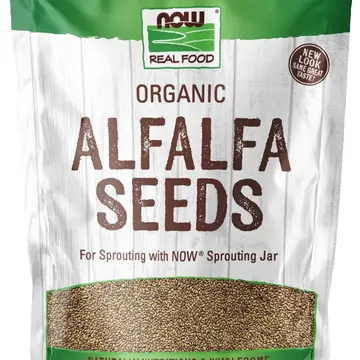 NOW
REAL FOOD
NEW
LOOK
SAME GREAT
TASTE!
ORGANIC
ALFALFA
SEEDS
For Sprouting with NOW® Sprouting Jar